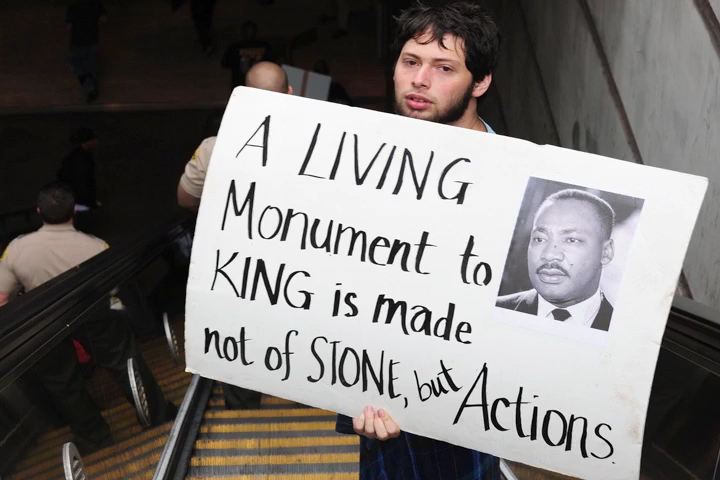 A LIVING
Monument to
KING is made
not of STONE, but Actions.